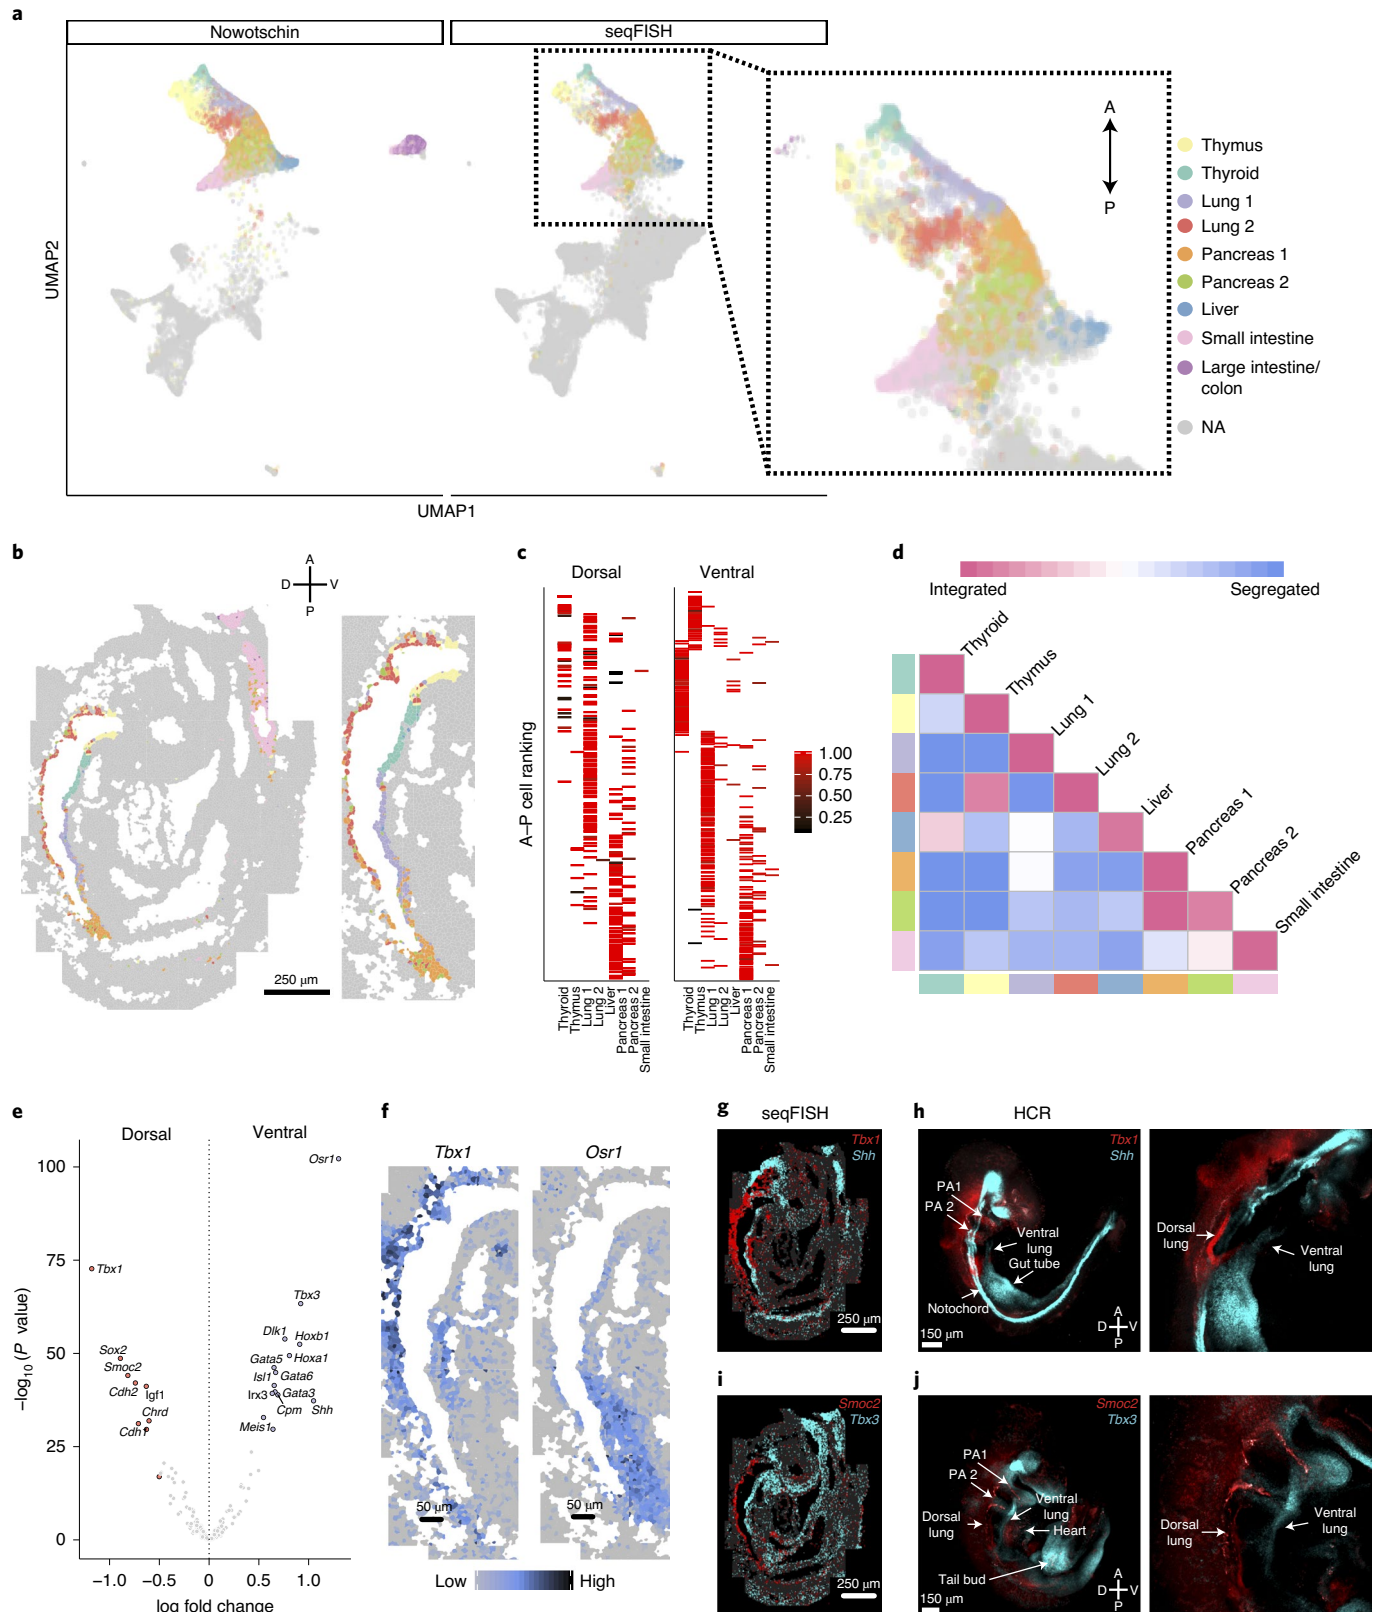 a
Nowotschin
seqFISH
A
P
Thymus
Thyroid
Lung 1
Lung 2
Pancreas 1
Pancreas 2
Liver
Small intestine
Large intestine/
colon
NA
UMAP2
UMAP1
b
A
D V
P
250 μm
c
Dorsal
Ventral
A–P cell ranking
1.00
0.75
0.50
0.25
Thyroid
Thymus
Lung 1
Lung 2
Liver
Pancreas 1
Pancreas 2
Small intestine
Thyroid
Thymus
Lung 1
Lung 2
Liver
Pancreas 1
Pancreas 2
Small intestine
d
Integrated
Segregated
Thyroid
Thymus
Lung 1
Lung 2
Liver
Pancreas 1
Pancreas 2
Small intestine
e
Dorsal
Ventral
–log10 (P value)
100
75
50
25
0
Osr1
Tbx1
Tbx3
Dlk1
Hoxb1
Sox2
Smoc2
Gata5
Hoxa1
Isl1
Gata6
Cdh2
Igf1
Irx3
Gata3
Chrd
Cpm
Shh
Cdh1
Meis1
–1.0
–0.5
0
0.5
1.0
log fold change
f
Tbx1
Osr1
50 μm
50 μm
Low
High
g
seqFISH
Tbx1
Shh
250 μm
h
HCR
Tbx1
Shh
PA1
PA 2
Ventral
lung
Gut tube
Notochord
A
D V
P
150 μm
Dorsal
lung
Ventral
lung
i
Smoc2
Tbx3
250 μm
j
Smoc2
Tbx3
PA1
PA 2
Dorsal
lung
Ventral
lung
Heart
Tail bud
A
D V
P
150 μm
Dorsal
lung
Ventral
lung